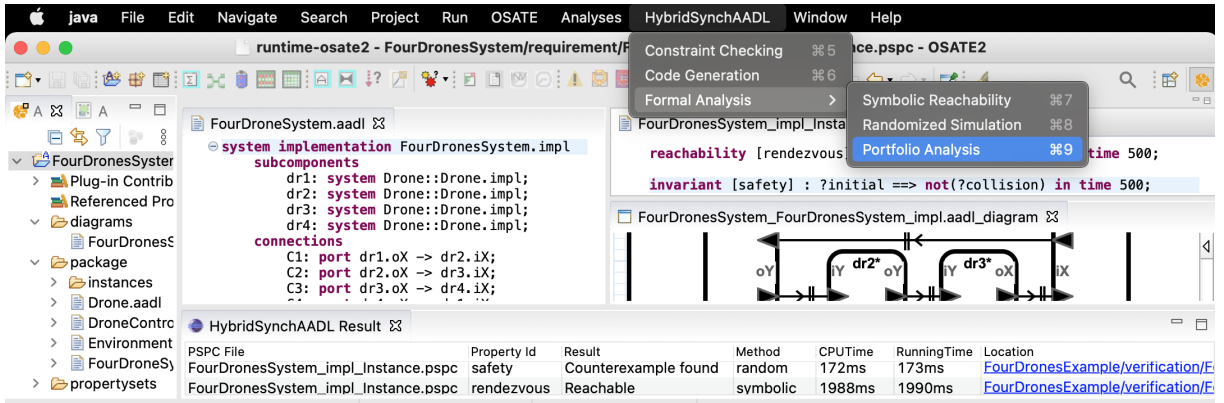 java File Edit Navigate Search Project Run OSATE Analyses HybridSynchAADL Window Help
runtime-osate2 - FourDronesSystem/requirement/F nce.pspc - OSATE2
Constraint Checking ⌘5
Code Generation ⌘6
Formal Analysis >
Symbolic Reachability ⌘7
Randomized Simulation ⌘8
Portfolio Analysis ⌘9
A A
FourDronesSyster
Plug-in Contrib
Referenced Pro
diagrams
FourDronesS
package
instances
Drone.aadl
DroneContro
Environment
FourDroneSy
propertysets
FourDroneSystem.aadl
system implementation FourDronesSystem.impl
subcomponents
dr1: system Drone::Drone.impl;
dr2: system Drone::Drone.impl;
dr3: system Drone::Drone.impl;
dr4: system Drone::Drone.impl;
connections
C1: port dr1.oX -> dr2.iX;
C2: port dr2.oX -> dr3.iX;
C3: port dr3.oX -> dr4.iX;
FourDronesSystem_impl_Insta
reachability [rendezvous] time 500;
invariant [safety] : ?initial ==> not(?collision) in time 500;
FourDronesSystem_FourDronesSystem_impl.aadl_diagram
oY iY dr2* oY iY dr3* oX iX
HybridSynchAADL Result
PSPC File Property Id Result Method CPUTime RunningTime Location
FourDronesSystem_impl_Instance.pspc safety Counterexample found random 172ms 173ms FourDronesExample/verification/F
FourDronesSystem_impl_Instance.pspc rendezvous Reachable symbolic 1988ms 1990ms FourDronesExample/verification/F